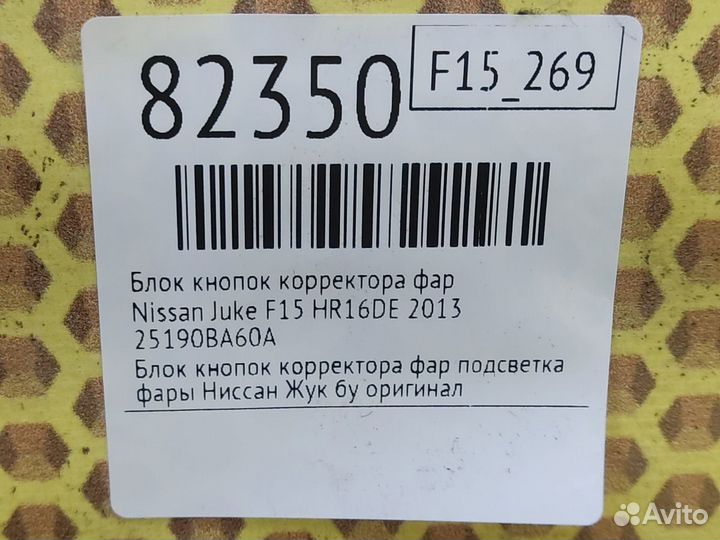 82350
F15_269
Блок кнопок корректора фар
Nissan Juke F15 HR16DE 2013
25190BA60A
Блок кнопок корректора фар подсветка
фары Ниссан Жук бу оригинал
Avito